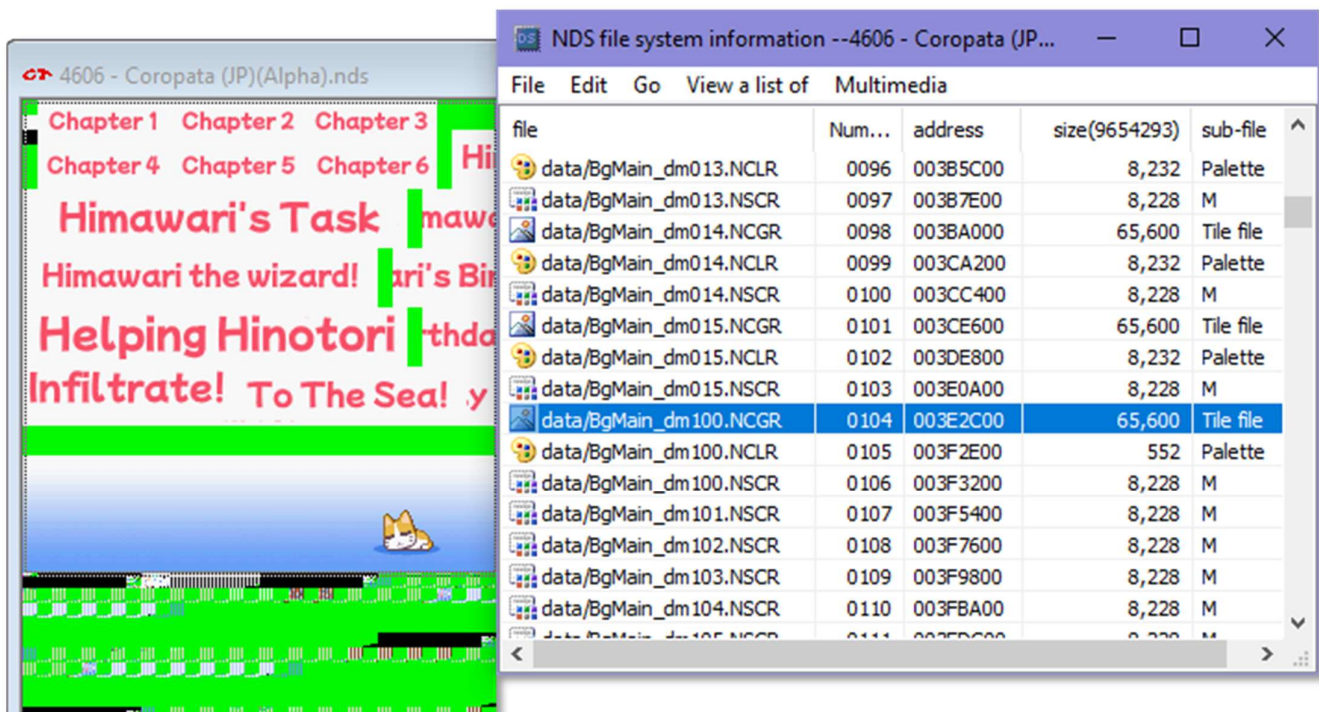 4606 - Coropata (JP)(Alpha).nds
Chapter 1 Chapter 2 Chapter 3
Chapter 4 Chapter 5 Chapter 6 Hi
Himawari's Task mawa
Himawari the wizard! ari's Bir
Helping Hinotori rthda
Infiltrate! To The Sea! y
NDS file system information --4606 - Coropata (JP...
File Edit Go View a list of Multimedia
file Num... address size(9654293) sub-file
data/BgMain_dm013.NCLR 0096 003B5C00 8,232 Palette
data/BgMain_dm013.NSCR 0097 003B7E00 8,228 M
data/BgMain_dm014.NCGR 0098 003BA000 65,600 Tile file
data/BgMain_dm014.NCLR 0099 003CA200 8,232 Palette
data/BgMain_dm014.NSCR 0100 003CC400 8,228 M
data/BgMain_dm015.NCGR 0101 003CE600 65,600 Tile file
data/BgMain_dm015.NCLR 0102 003DE800 8,232 Palette
data/BgMain_dm015.NSCR 0103 003E0A00 8,228 M
data/BgMain_dm100.NCGR 0104 003E2C00 65,600 Tile file
data/BgMain_dm100.NCLR 0105 003F2E00 552 Palette
data/BgMain_dm100.NSCR 0106 003F3200 8,228 M
data/BgMain_dm101.NSCR 0107 003F5400 8,228 M
data/BgMain_dm102.NSCR 0108 003F7600 8,228 M
data/BgMain_dm103.NSCR 0109 003F9800 8,228 M
data/BgMain_dm104.NSCR 0110 003FBA00 8,228 M